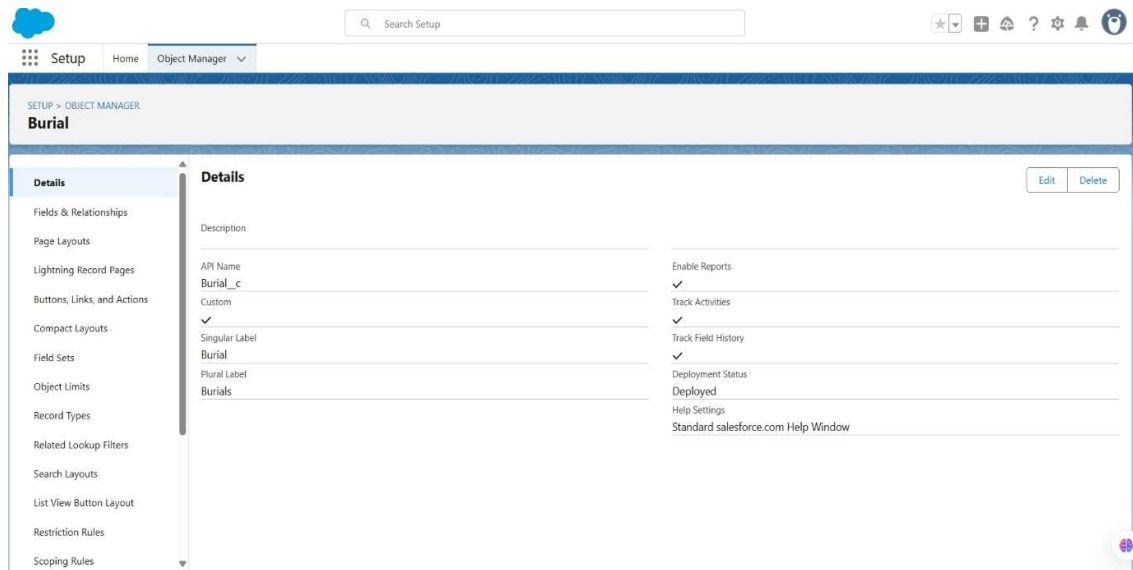 Search Setup
Setup Home Object Manager
SETUP > OBJECT MANAGER
Burial
Details
Fields & Relationships
Page Layouts
Lightning Record Pages
Buttons, Links, and Actions
Compact Layouts
Field Sets
Object Limits
Record Types
Related Lookup Filters
Search Layouts
List View Button Layout
Restriction Rules
Scoping Rules
Details
Edit Delete
Description
API Name
Burial__c
Custom
Singular Label
Burial
Plural Label
Burials
Enable Reports
Track Activities
Track Field History
Deployment Status
Deployed
Help Settings
Standard salesforce.com Help Window